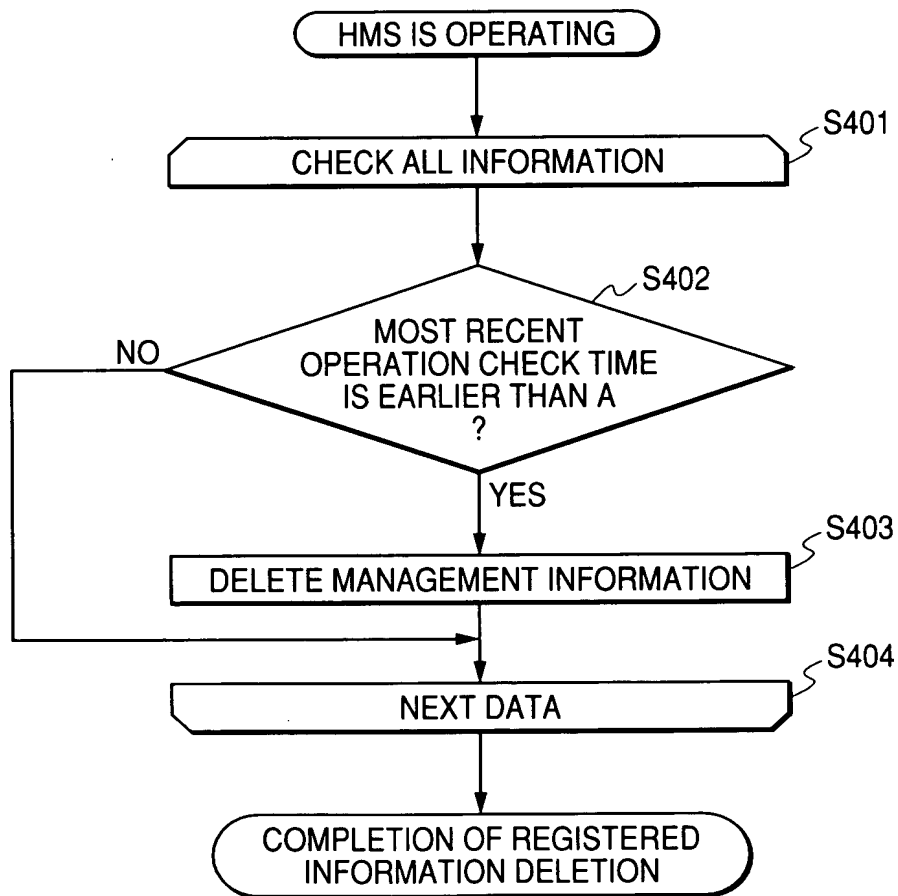 HMS IS OPERATING
S401
CHECK ALL INFORMATION
S402
MOST RECENT
OPERATION CHECK TIME
IS EARLIER THAN A
?
NO
YES
S403
DELETE MANAGEMENT INFORMATION
S404
NEXT DATA
COMPLETION OF REGISTERED
INFORMATION DELETION